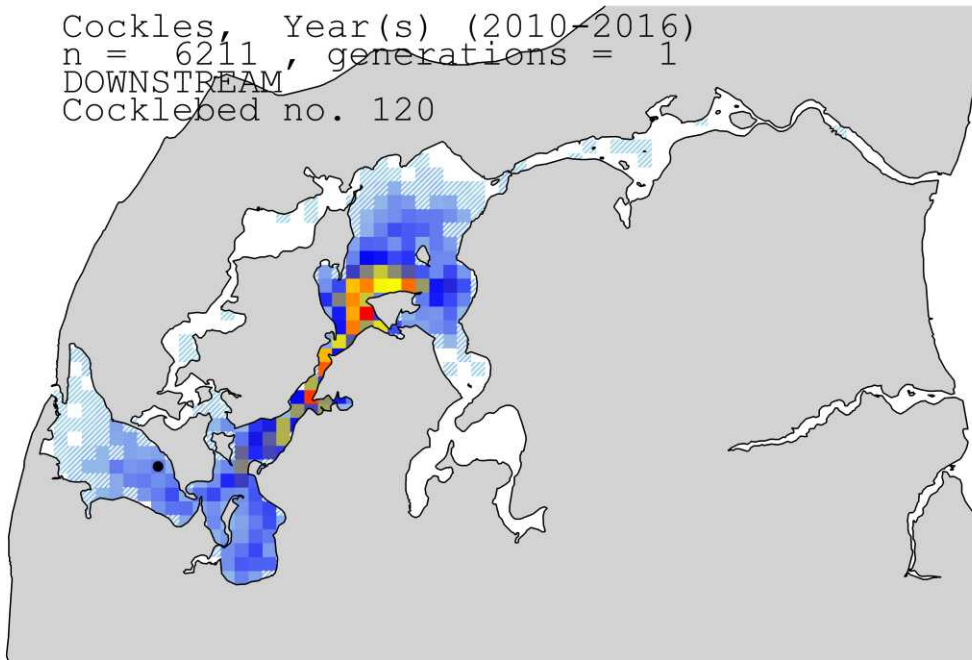 Cockles, Year(s) (2010-2016)
n = 6211 , generations = 1
DOWNSTREAM
Cocklebed no. 120